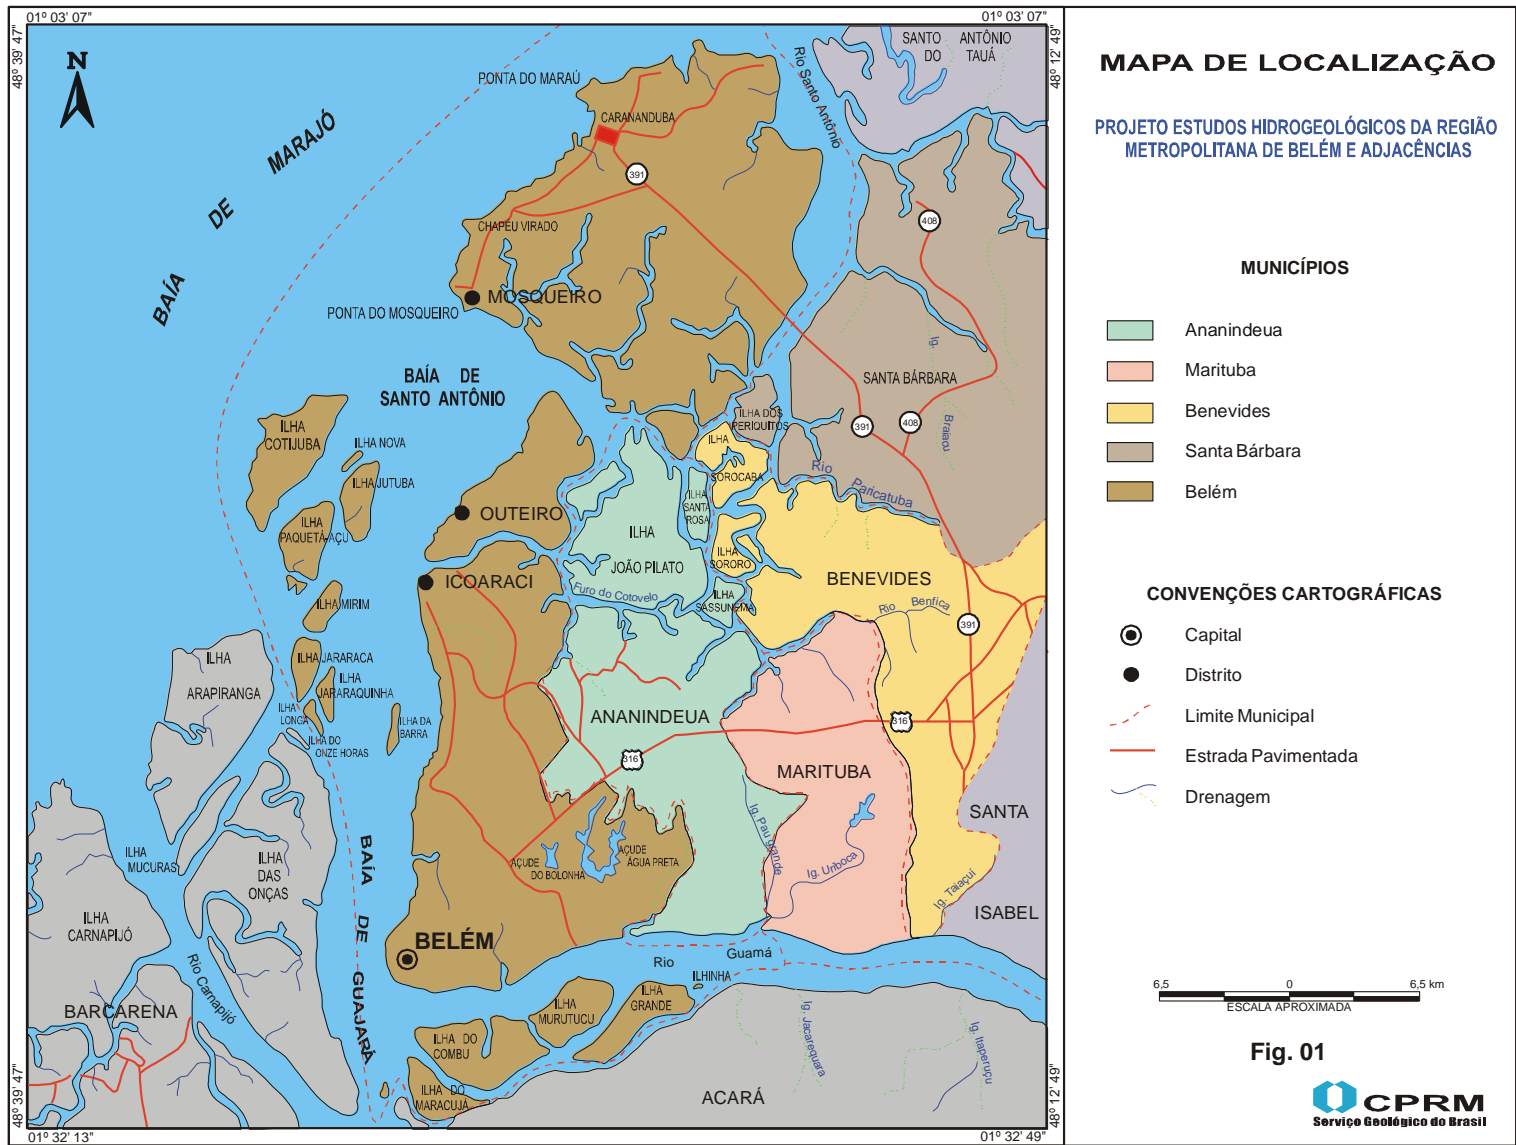 01º 03' 07"
01º 03' 07"
48º 39' 47"
48º 12' 49"
N
SANTO ANTÔNIO
DO TAUÁ
PONTA DO MARAÚ
Rio Santo Antônio
CARANANDUBA
BAÍA DE MARAJÓ
391
408
CHAPÉU VIRADO
MOSQUEIRO
PONTA DO MOSQUEIRO
BAÍA DE
SANTO ANTÔNIO
Ig.
Braiaçu
SANTA BÁRBARA
ILHA DOS
PERIQUITOS
391
408
ILHA
COTIJUBA
ILHA NOVA
ILHA JUTUBA
ILHA
SOROCABA
Rio Paricatuba
ILHA
SANTA
ROSA
OUTEIRO
ILHA
PAQUETÁ-AÇU
ILHA
JOÃO PILATO
ILHA
SORORO
BENEVIDES
ICOARACI
Furo do Cotovelo
ILHA
SASSUNEMA
Rio Benfica
391
ILHA MIRIM
ILHA
ARAPIRANGA
ILHA JARARACA
ILHA
JARARAQUINHA
ILHA
LONGA
ILHA DO
ONZE HORAS
ILHA DA
BARRA
ANANINDEUA
316
316
MARITUBA
SANTA
ISABEL
Ig. Pau grande
Ig. Uriboca
Ig. Taiaçuí
ILHA
MUCURAS
ILHA
DAS
ONÇAS
BAÍA DE GUAJARÁ
AÇUDE
DO BOLONHA
AÇUDE
ÁGUA PRETA
ILHA
CARNAPIJÓ
Rio Carnapijó
BELÉM
Rio Guamá
ILHINHA
ILHA
GRANDE
ILHA
MURUTUCU
BARCARENA
ILHA DO
COMBU
ILHA DO
MARACUJÁ
Ig. Jacarequara
Ig. Itaperuçu
ACARÁ
48º 39' 47"
48º 12' 49"
01º 32' 13"
01º 32' 49"
MAPA DE LOCALIZAÇÃO
PROJETO ESTUDOS HIDROGEOLÓGICOS DA REGIÃO
METROPOLITANA DE BELÉM E ADJACÊNCIAS
MUNICÍPIOS
Ananindeua
Marituba
Benevides
Santa Bárbara
Belém
CONVENÇÕES CARTOGRÁFICAS
Capital
Distrito
Limite Municipal
Estrada Pavimentada
Drenagem
6,5 0 6,5 km
ESCALA APROXIMADA
Fig. 01
CPRM
Serviço Geológico do Brasil